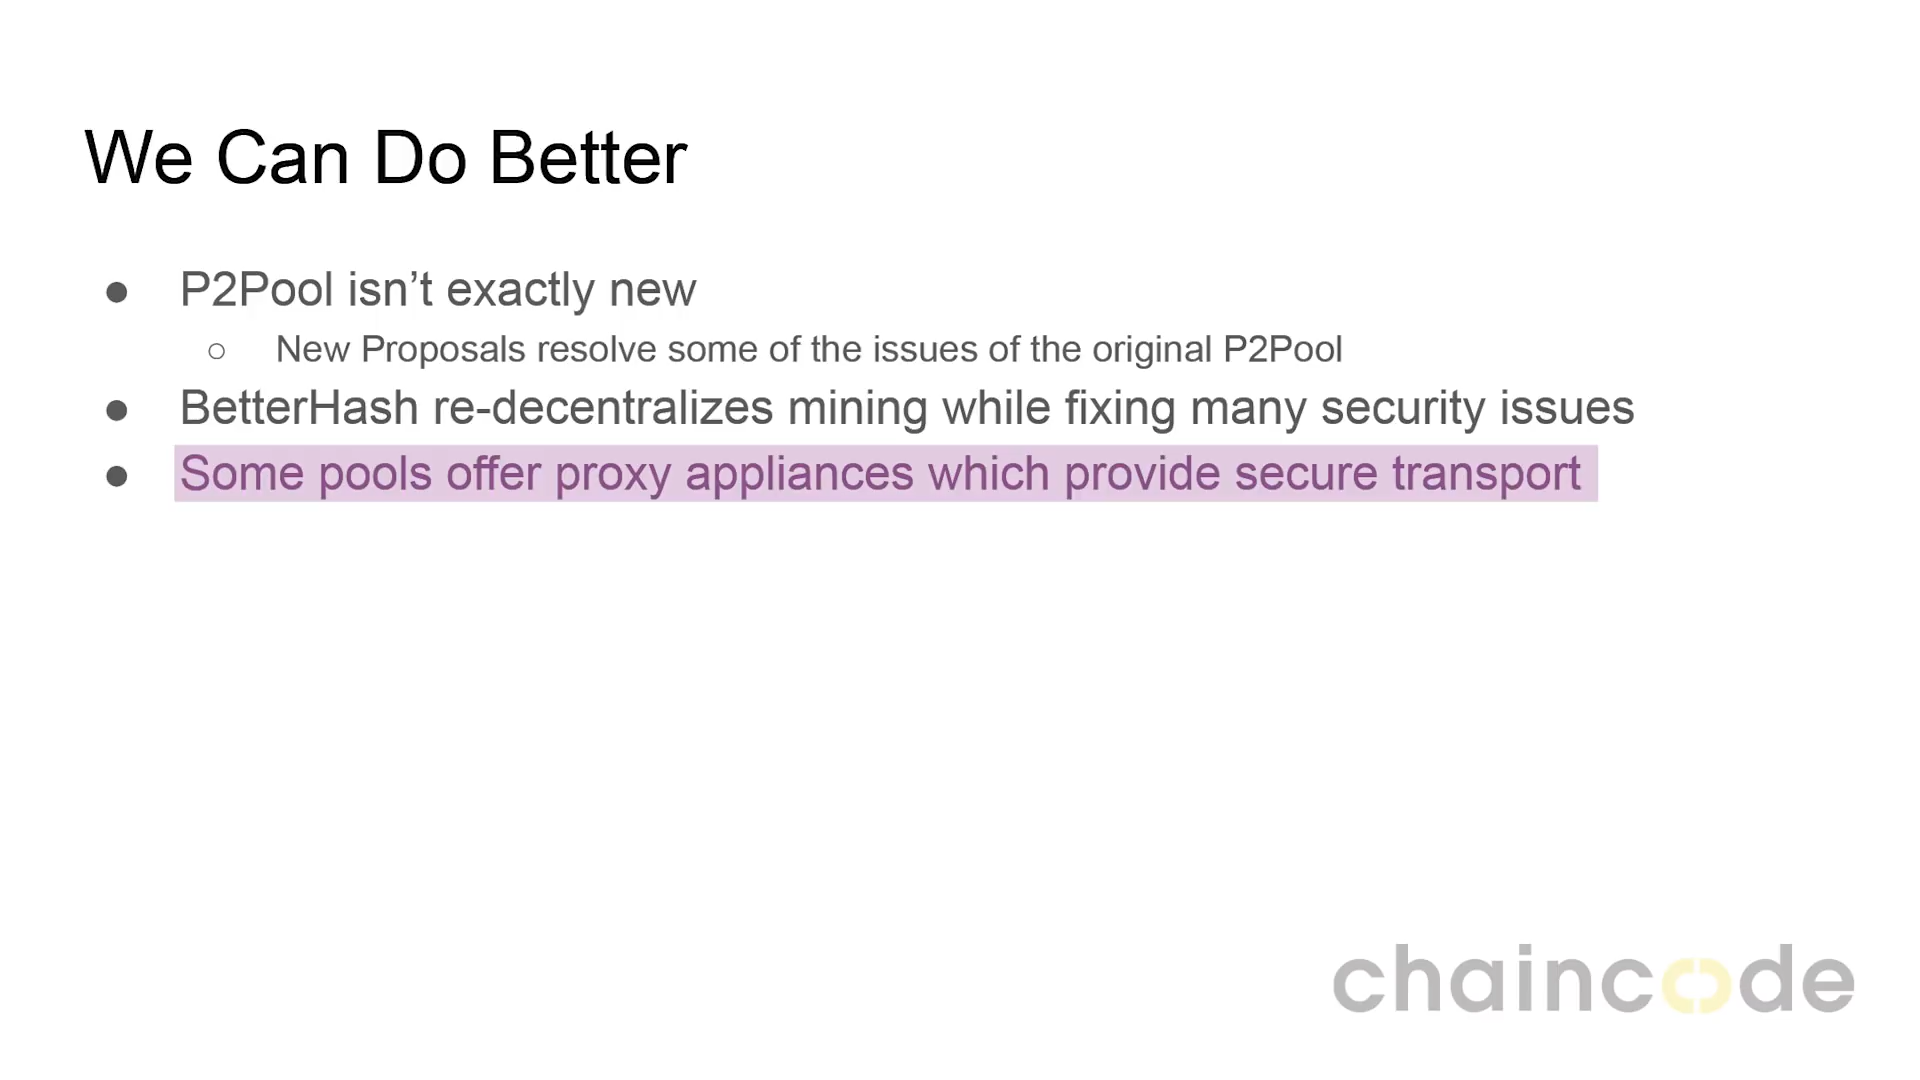 We Can Do Better
● P2Pool isn’t exactly new
○ New Proposals resolve some of the issues of the original P2Pool
● BetterHash re-decentralizes mining while fixing many security issues
● Some pools offer proxy appliances which provide secure transport
chaincode